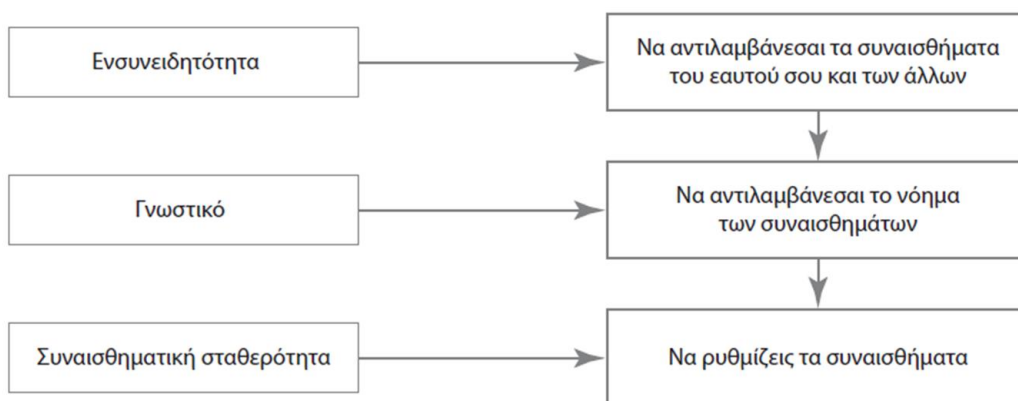 Ενσυνειδητότητα
Να αντιλαμβάνεσαι τα συναισθήματα
του εαυτού σου και των άλλων
Γνωστικό
Να αντιλαμβάνεσαι το νόημα
των συναισθημάτων
Συναισθηματική σταθερότητα
Να ρυθμίζεις τα συναισθήματα